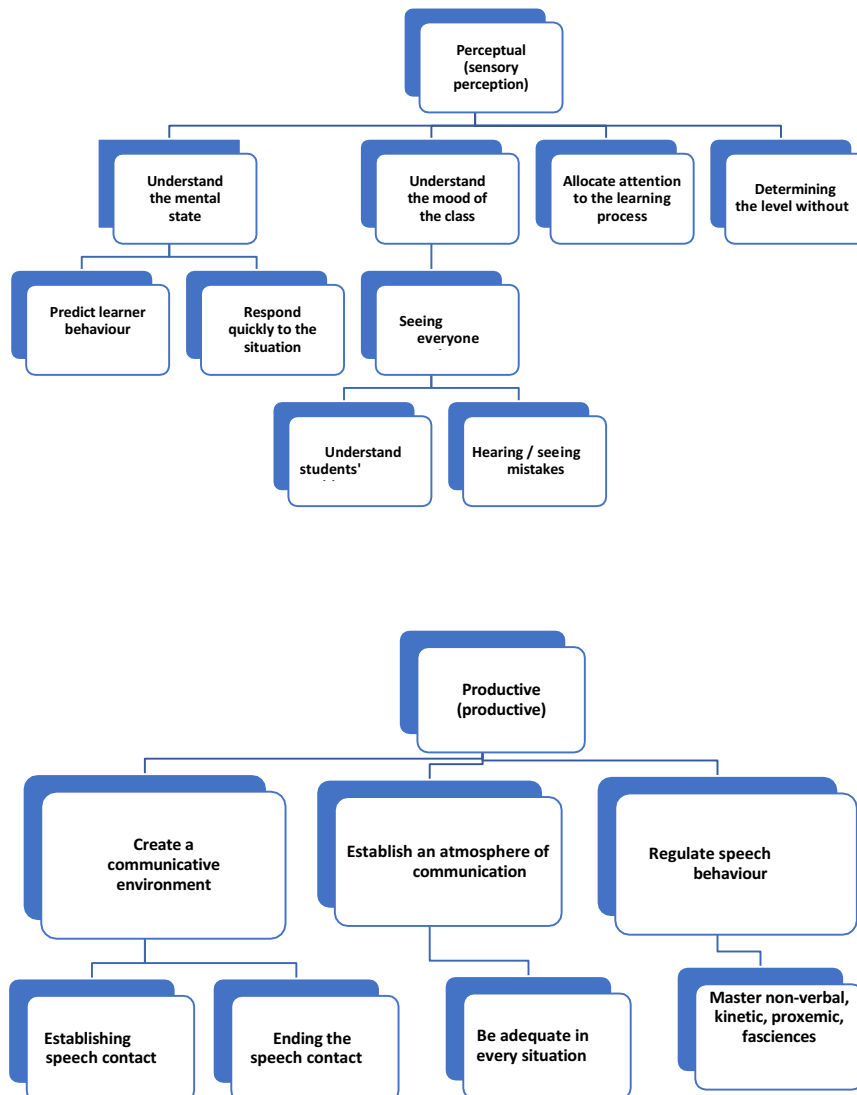 Perceptual
(sensory
perception)
Understand
the mental
state
Understand
the mood of
the class
Allocate attention
to the learning
process
Determining
the level without
Predict learner
behaviour
Respond
quickly to the
situation
Seeing
everyone
Understand
students'
Hearing / seeing
mistakes
Productive
(productive)
Create a
communicative
environment
Establish an atmosphere of
communication
Regulate speech
behaviour
Establishing
speech contact
Ending the
speech contact
Be adequate in
every situation
Master non-verbal,
kinetic, proxemic,
fasciences